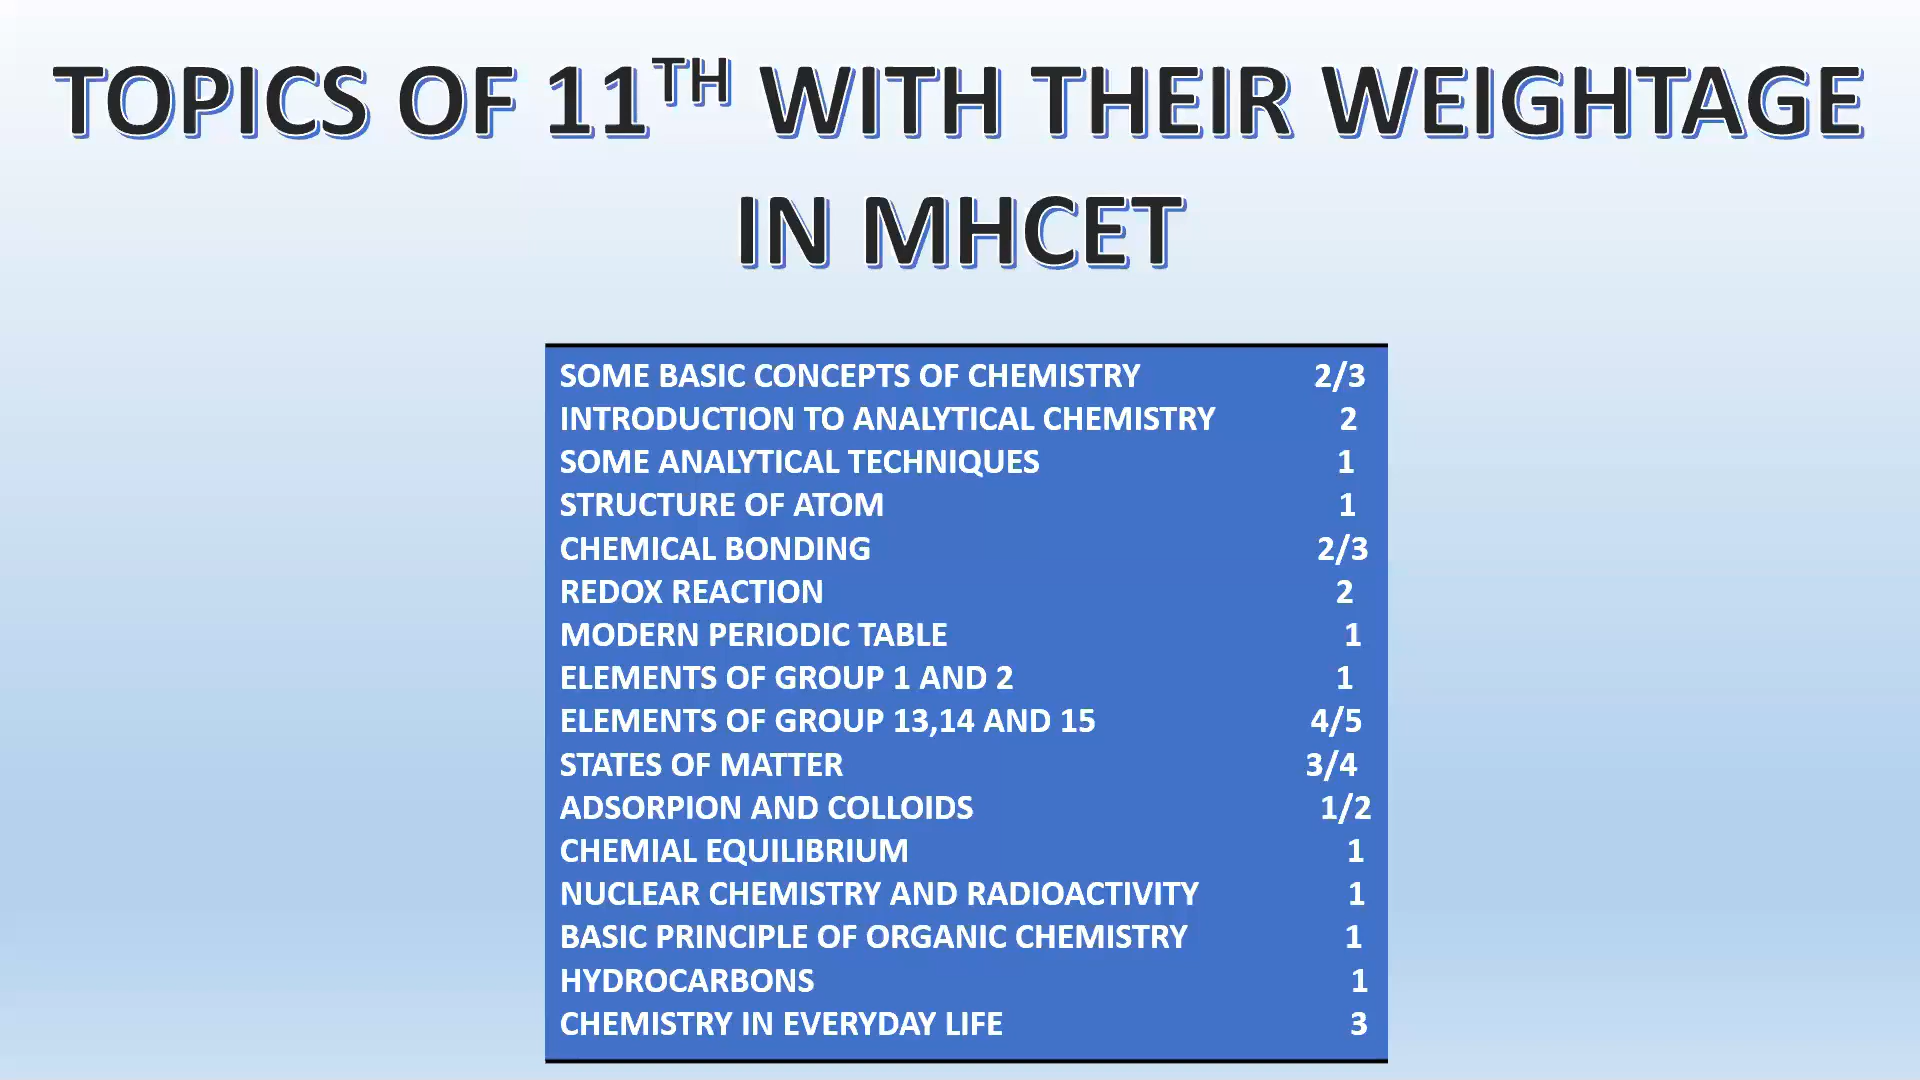 TOPICS OF 11TH WITH THEIR WEIGHTAGE
IN MHCET
SOME BASIC CONCEPTS OF CHEMISTRY 2/3
INTRODUCTION TO ANALYTICAL CHEMISTRY 2
SOME ANALYTICAL TECHNIQUES 1
STRUCTURE OF ATOM 1
CHEMICAL BONDING 2/3
REDOX REACTION 2
MODERN PERIODIC TABLE 1
ELEMENTS OF GROUP 1 AND 2 1
ELEMENTS OF GROUP 13,14 AND 15 4/5
STATES OF MATTER 3/4
ADSORPION AND COLLOIDS 1/2
CHEMIAL EQUILIBRIUM 1
NUCLEAR CHEMISTRY AND RADIOACTIVITY 1
BASIC PRINCIPLE OF ORGANIC CHEMISTRY 1
HYDROCARBONS 1
CHEMISTRY IN EVERYDAY LIFE 3